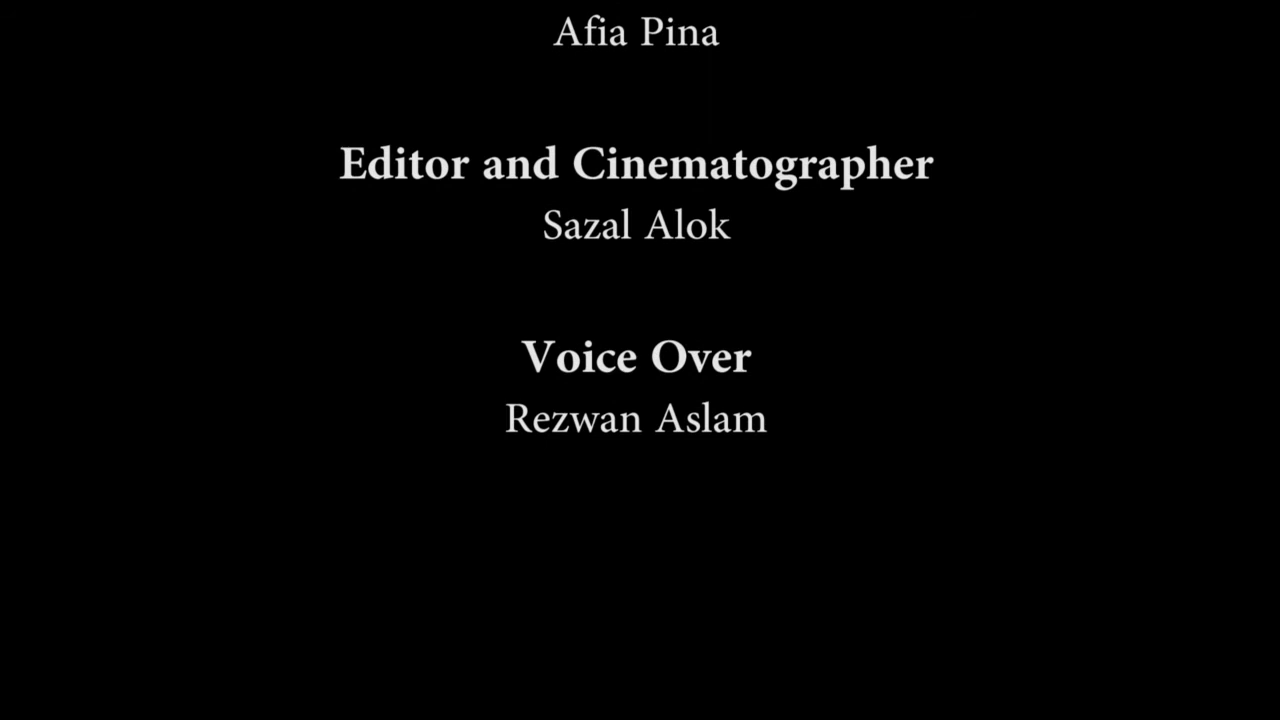 Afia Pina
Editor and Cinematographer
Sazal Alok
Voice Over
Rezwan Aslam